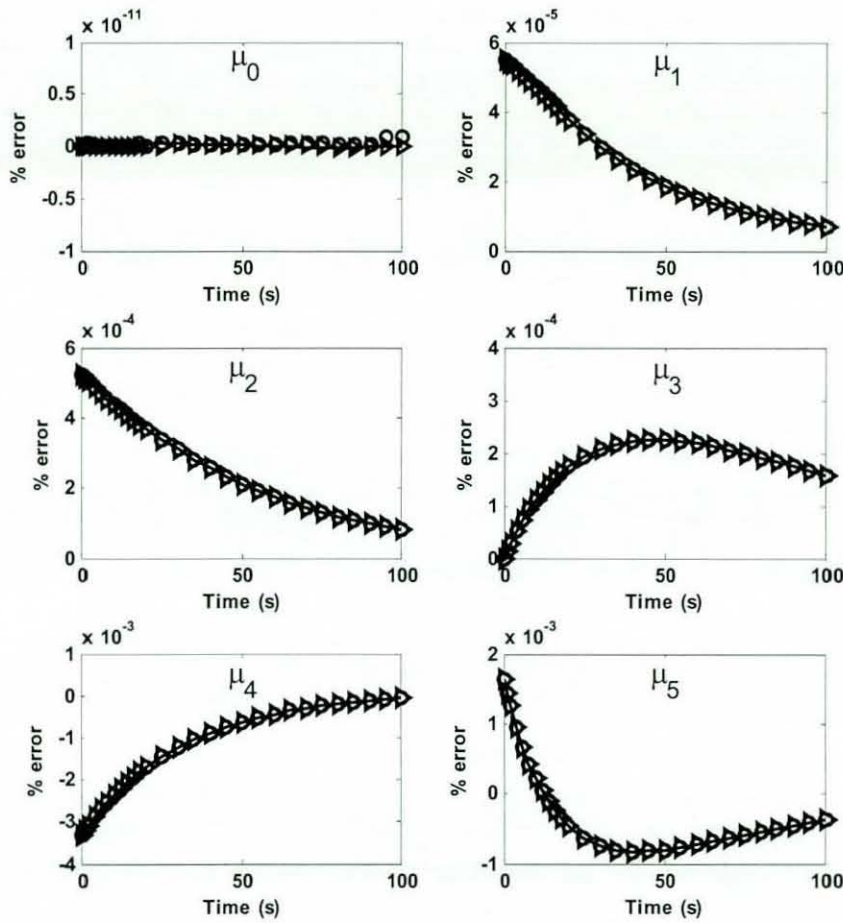 x 10⁻¹¹
μ₀
1
0.5
0
-0.5
-1
% error
0 50 100
Time (s)
x 10⁻⁵
μ₁
6
4
2
0
% error
0 50 100
Time (s)
x 10⁻⁴
μ₂
6
4
2
0
% error
0 50 100
Time (s)
x 10⁻⁴
μ₃
4
3
2
1
0
% error
0 50 100
Time (s)
x 10⁻³
μ₄
1
0
-1
-2
-3
-4
% error
0 50 100
Time (s)
x 10⁻³
μ₅
2
1
0
-1
% error
0 50 100
Time (s)